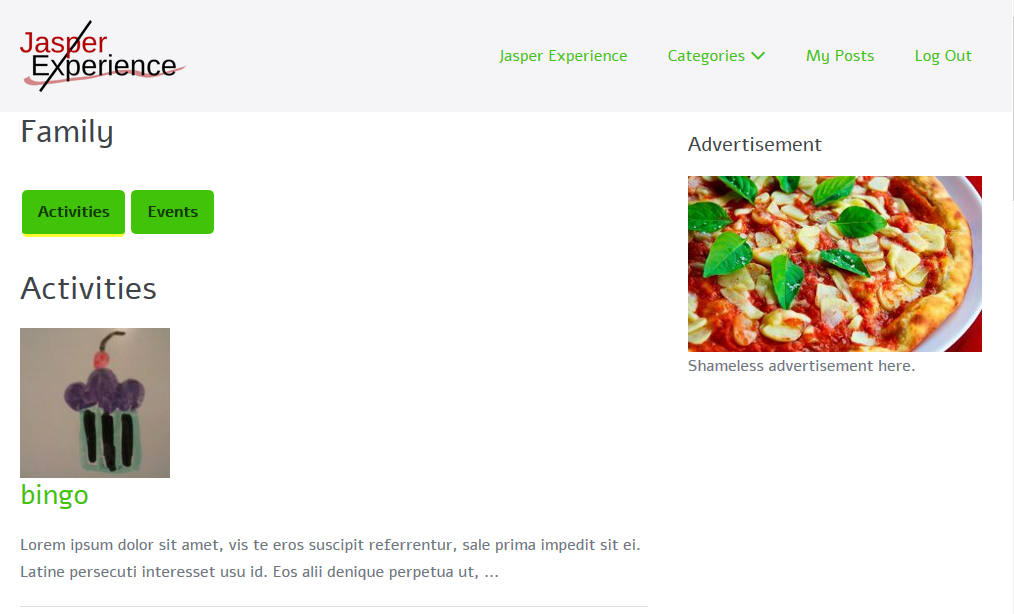 Jasper
Experience
Jasper Experience
Categories
My Posts
Log Out
Family
Activities
Events
Activities
bingo
Lorem ipsum dolor sit amet, vis te eros suscipit referrentur, sale prima impedit sit ei.
Latine persecuti interesset usu id. Eos alii denique perpetua ut, ...
Advertisement
Shameless advertisement here.